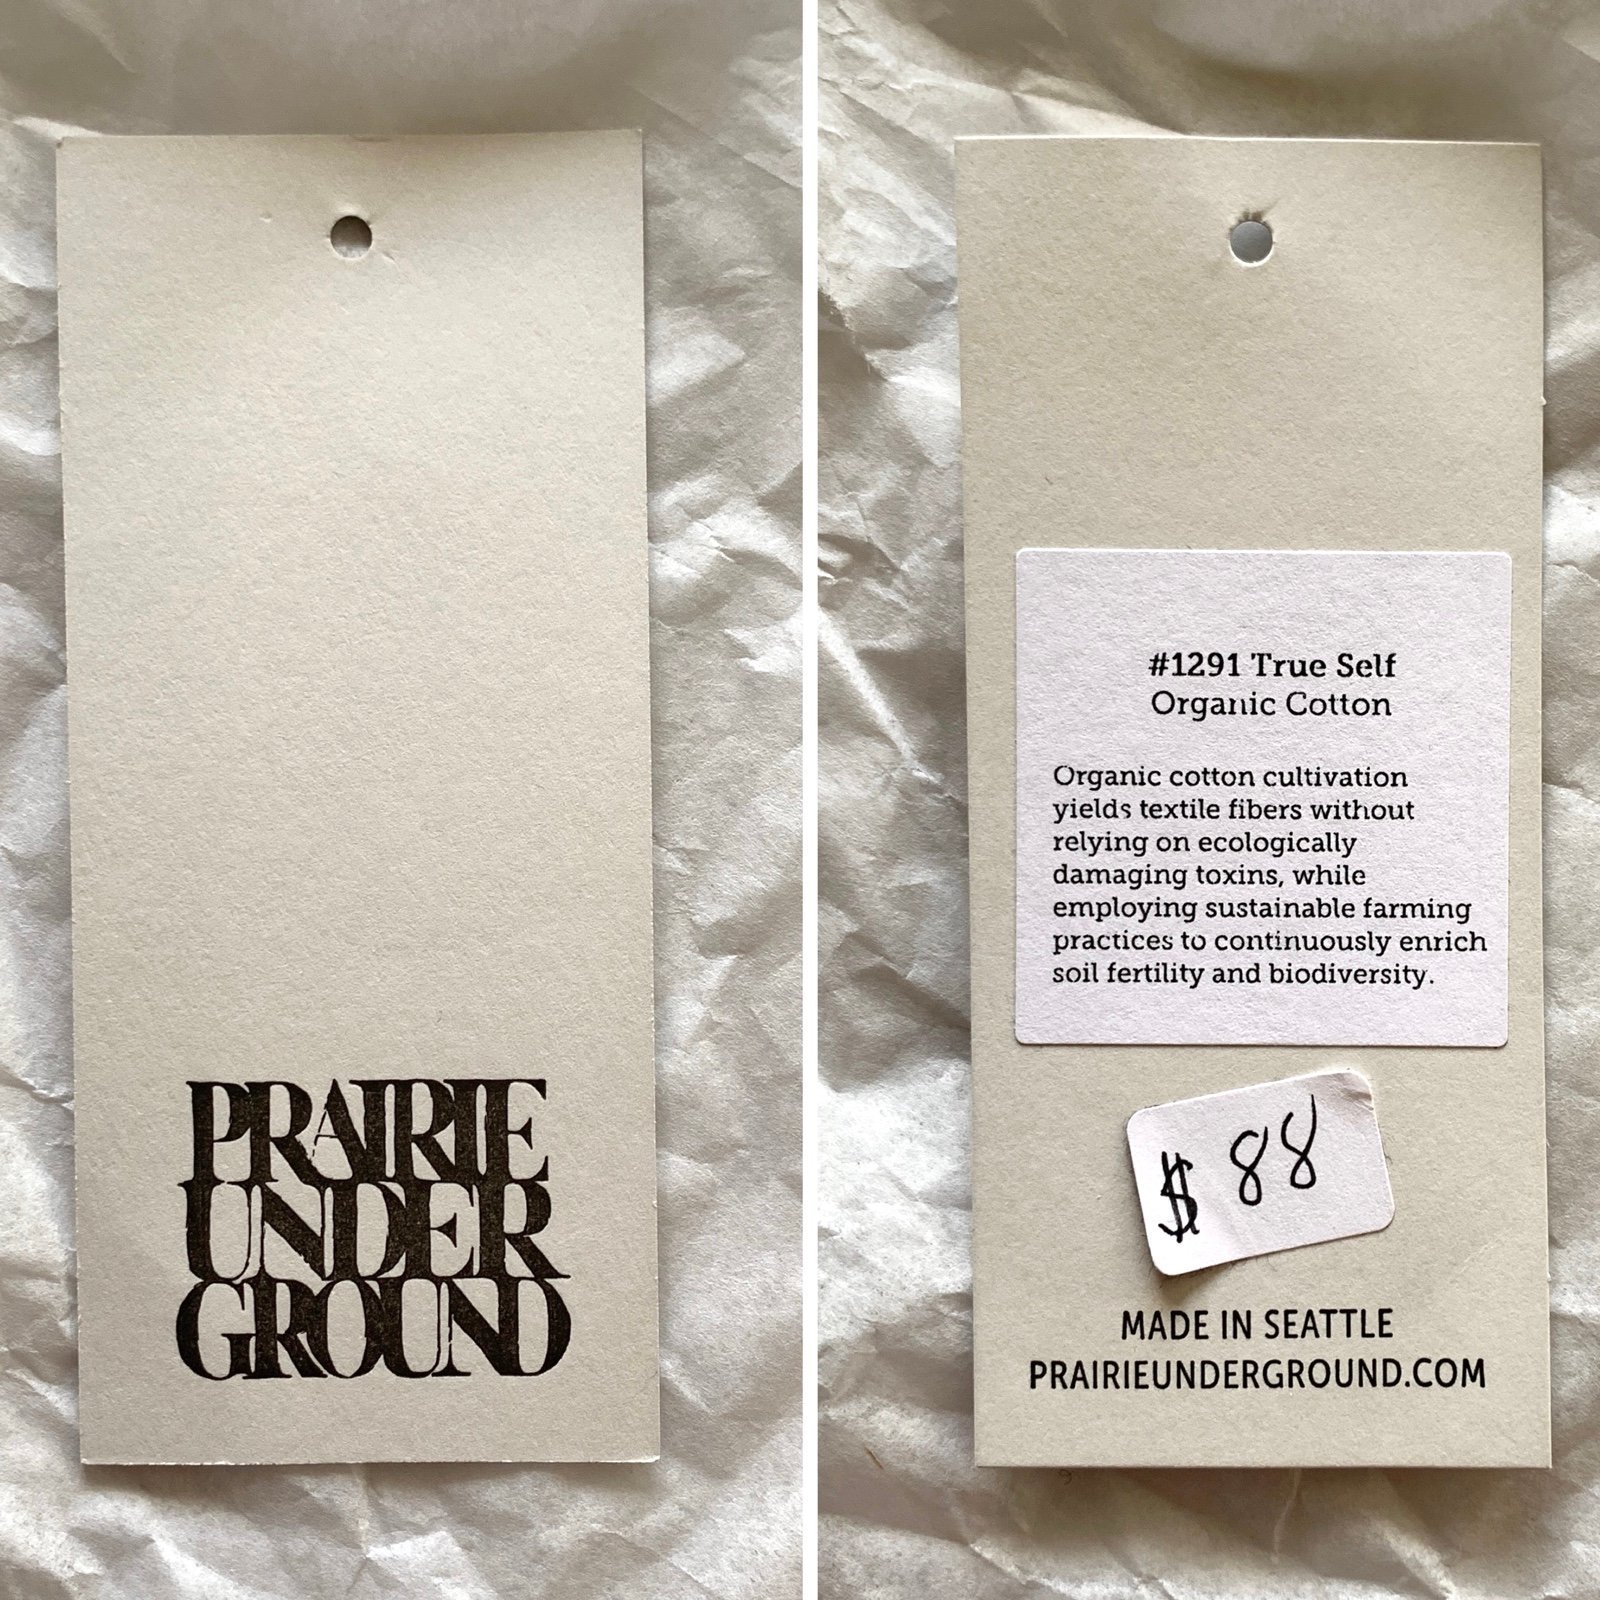 PRAIRIE
UNDER
GROUND
#1291 True Self
Organic Cotton
Organic cotton cultivation
yields textile fibers without
relying on ecologically
damaging toxins, while
employing sustainable farming
practices to continuously enrich
soil fertility and biodiversity.
$ 88
MADE IN SEATTLE
PRAIRIEUNDERGROUND.COM